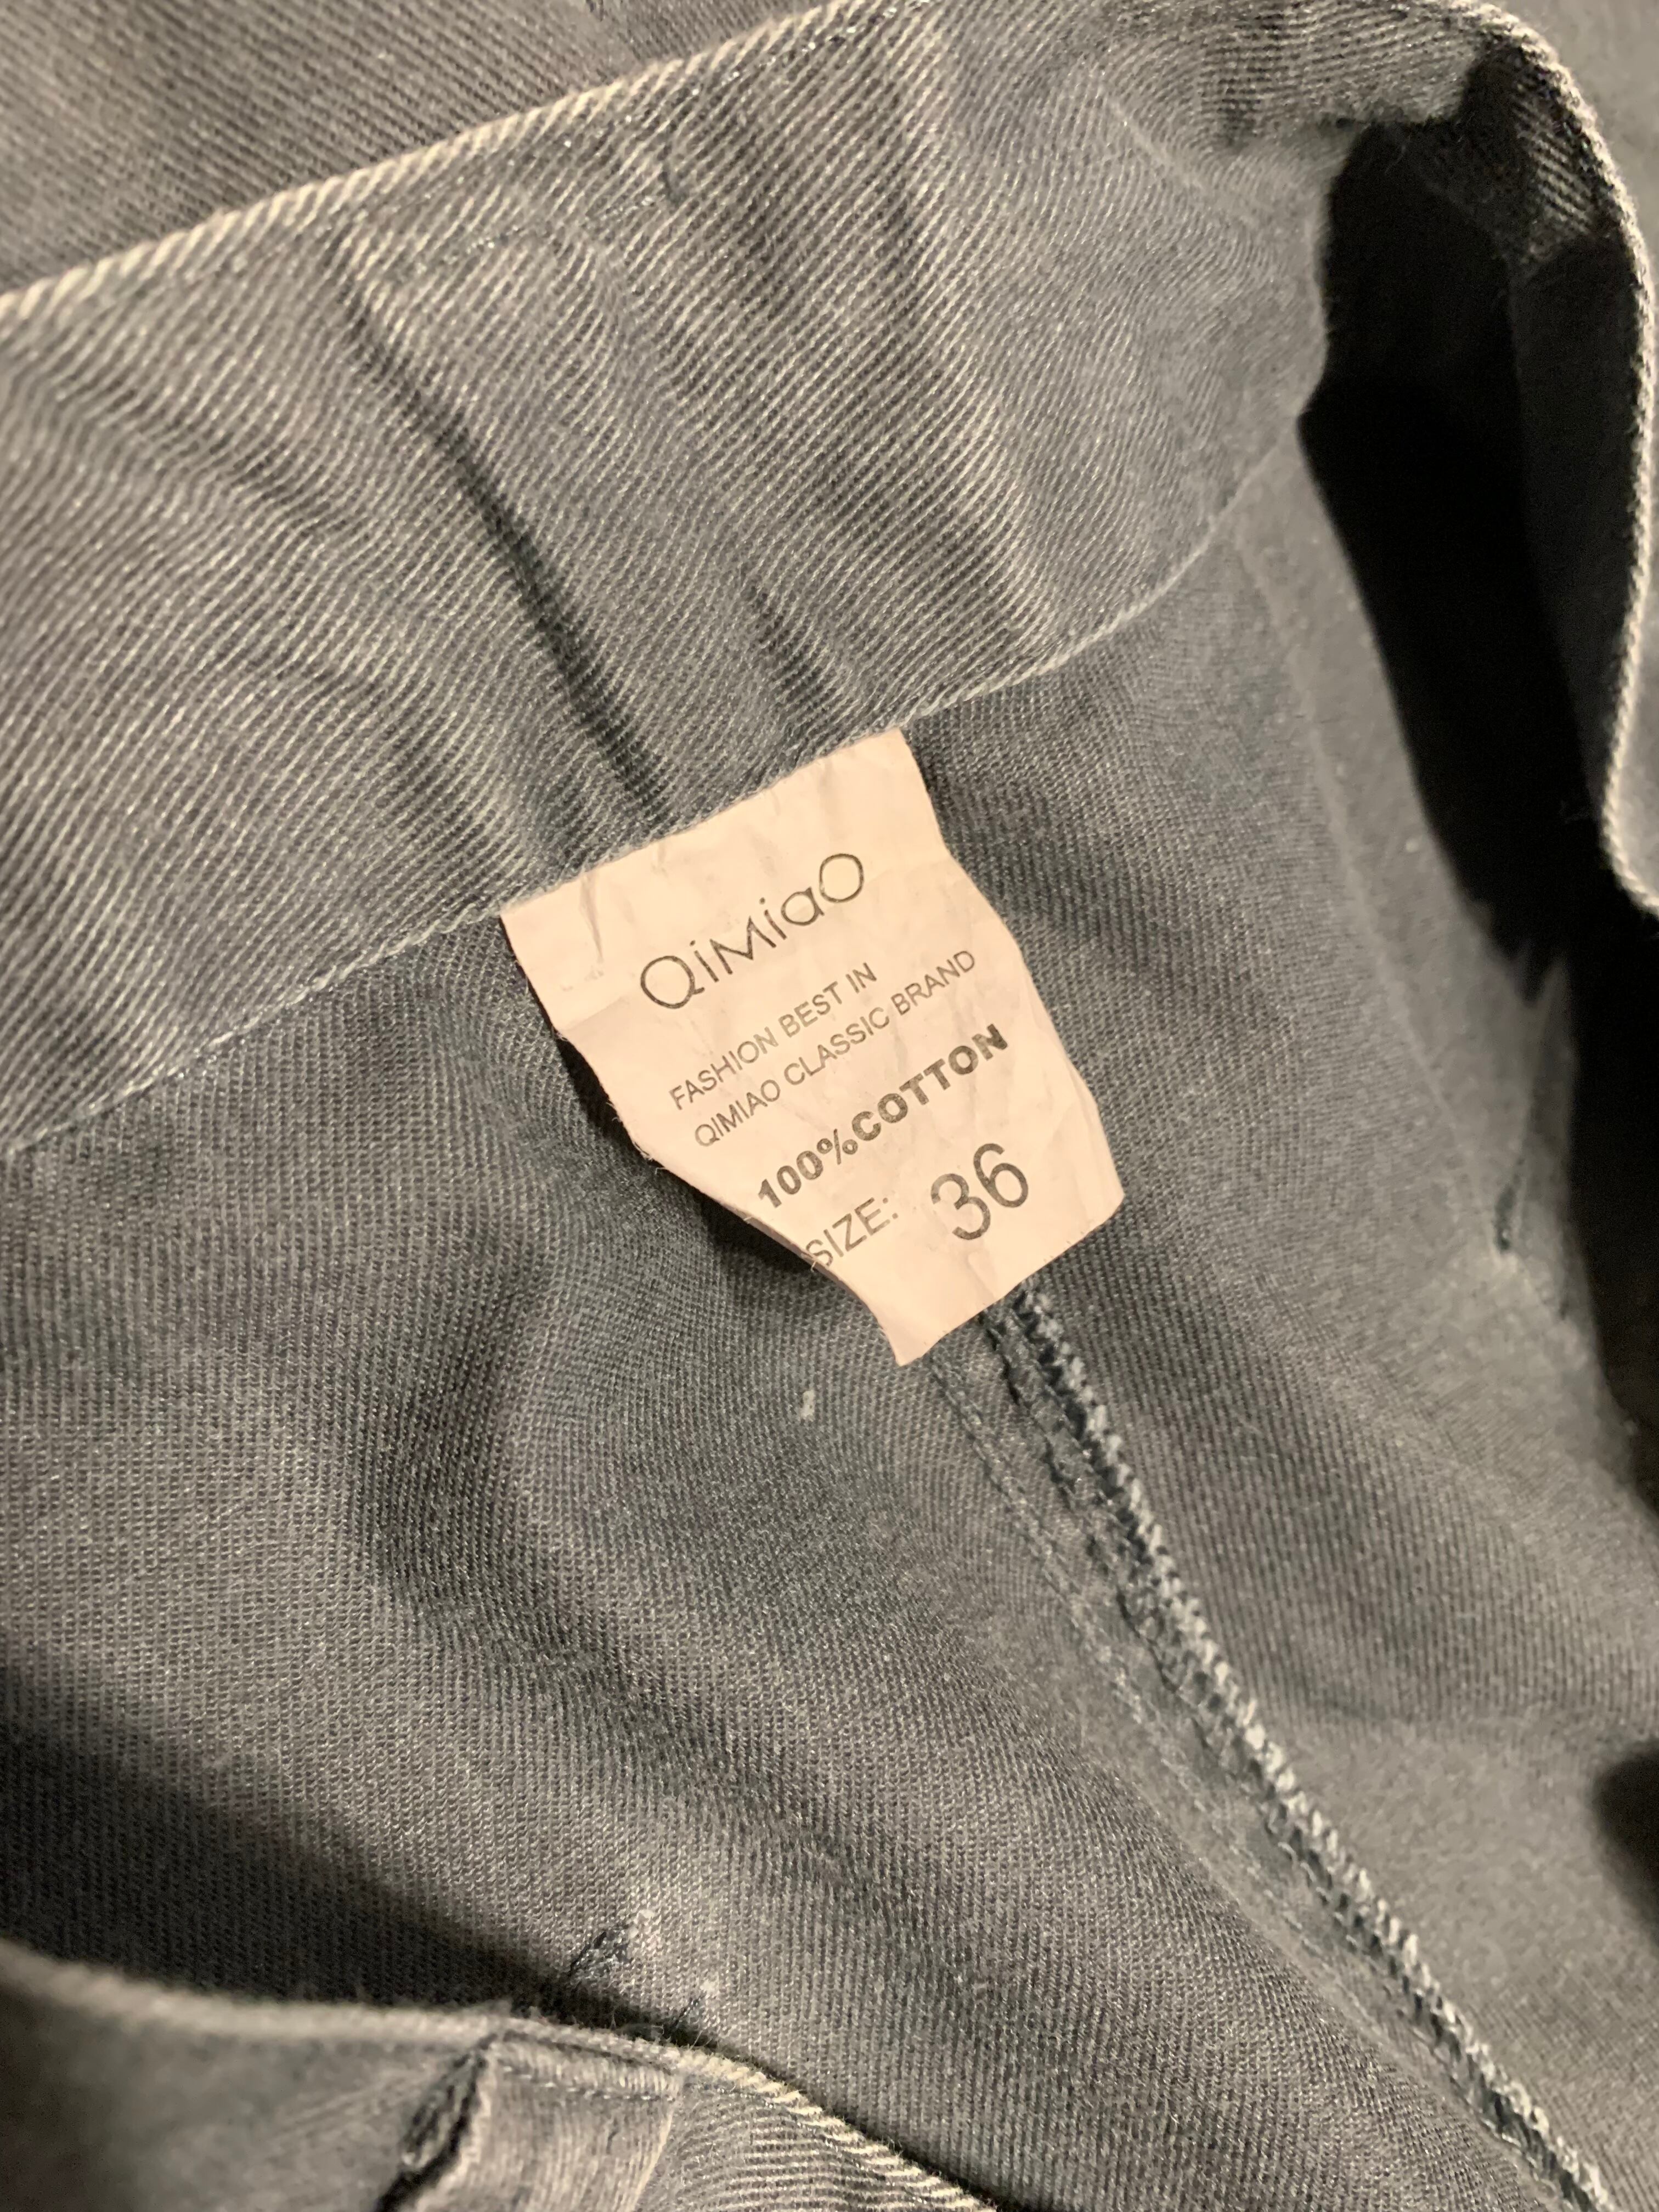 QiMiaO
FASHION BEST IN
QIMIAO CLASSIC BRAND
100%COTTON
SIZE: 36